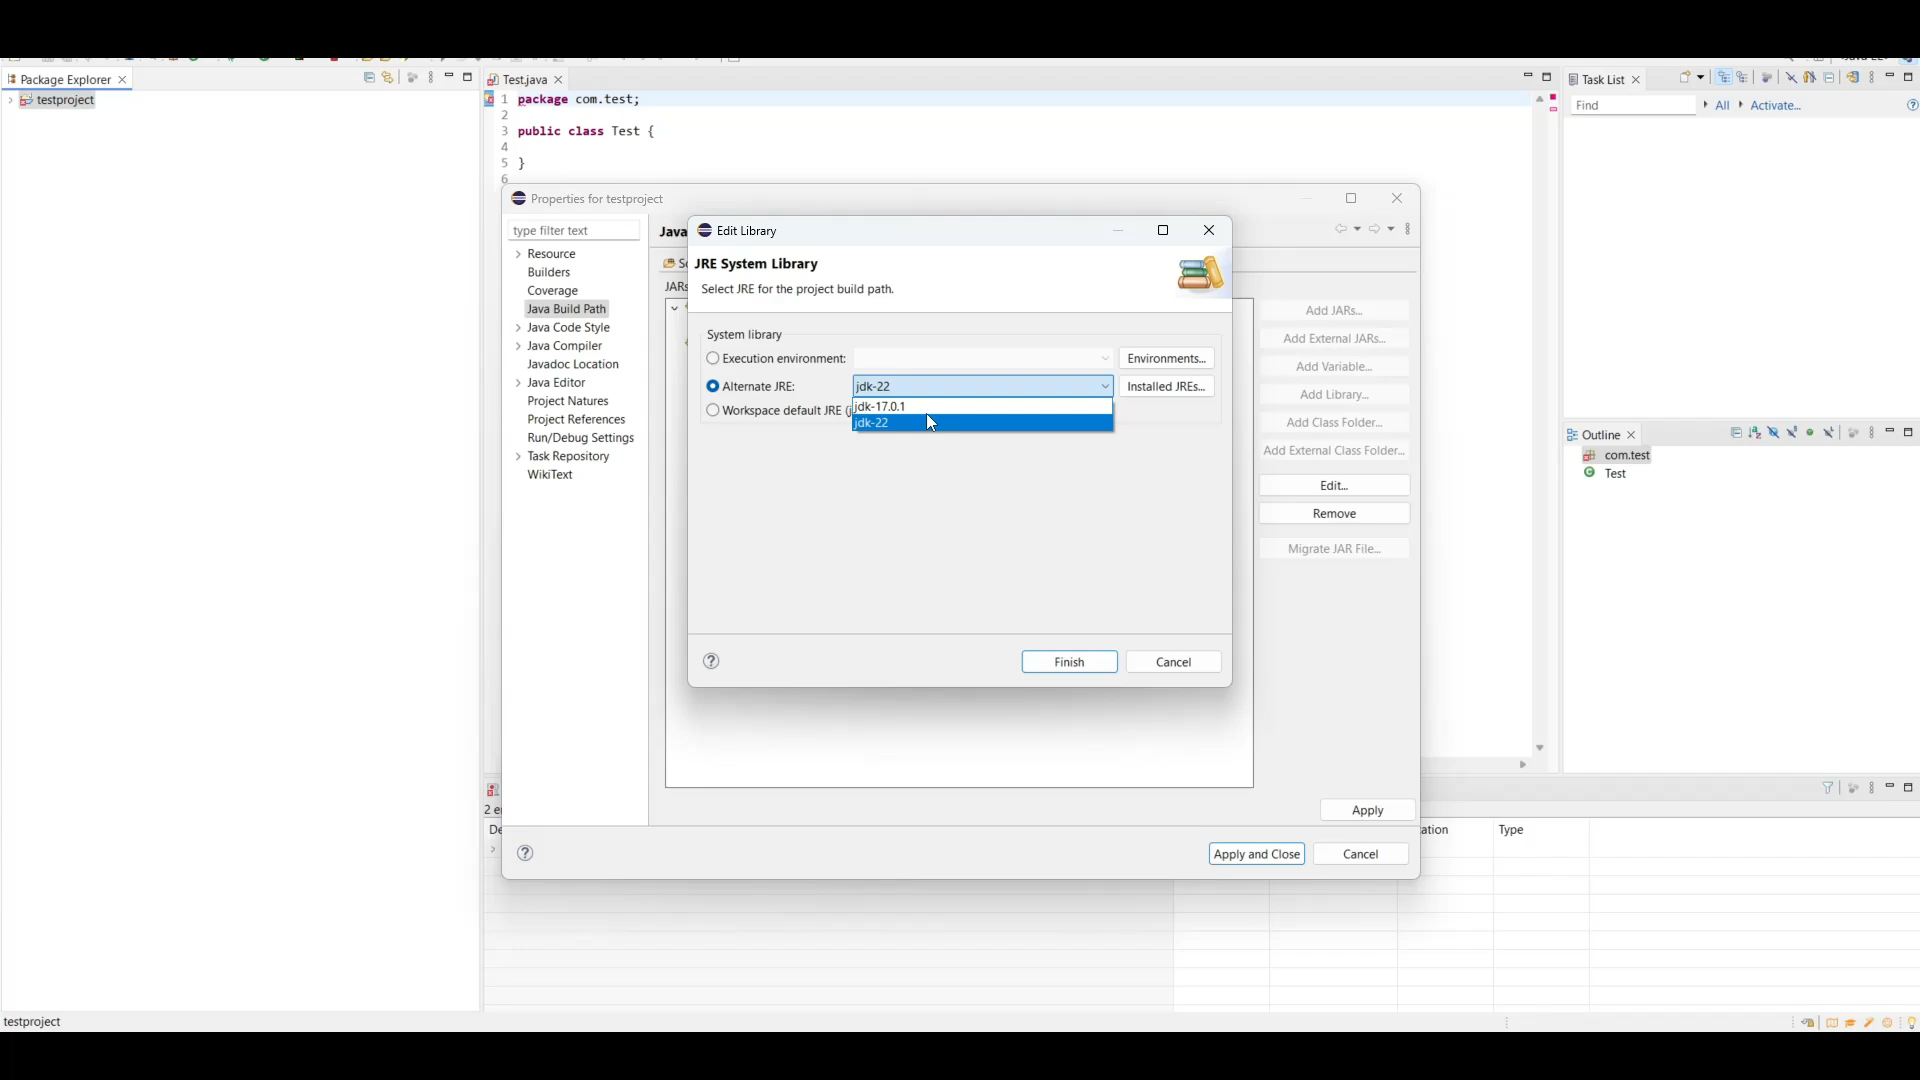 Package Explorer
testproject
Test.java
1 package com.test;
2
3 public class Test {
4
5 }
6
Task List
Find
All
Activate...
Properties for testproject
type filter text
Resource
Builders
Coverage
Java Build Path
Java Code Style
Java Compiler
Javadoc Location
Java Editor
Project Natures
Project References
Run/Debug Settings
Task Repository
WikiText
Java
JARs
Edit Library
JRE System Library
Select JRE for the project build path.
System library
Execution environment:
Environments...
Alternate JRE:
jdk-22
Installed JREs...
Workspace default JRE (j
jdk-17.0.1
jdk-22
Finish
Cancel
Add JARs...
Add External JARs...
Add Variable...
Add Library...
Add Class Folder...
Add External Class Folder...
Edit...
Remove
Migrate JAR File...
Apply
Apply and Close
Cancel
Outline
com.test
Test
2 e
De
ation
Type
testproject